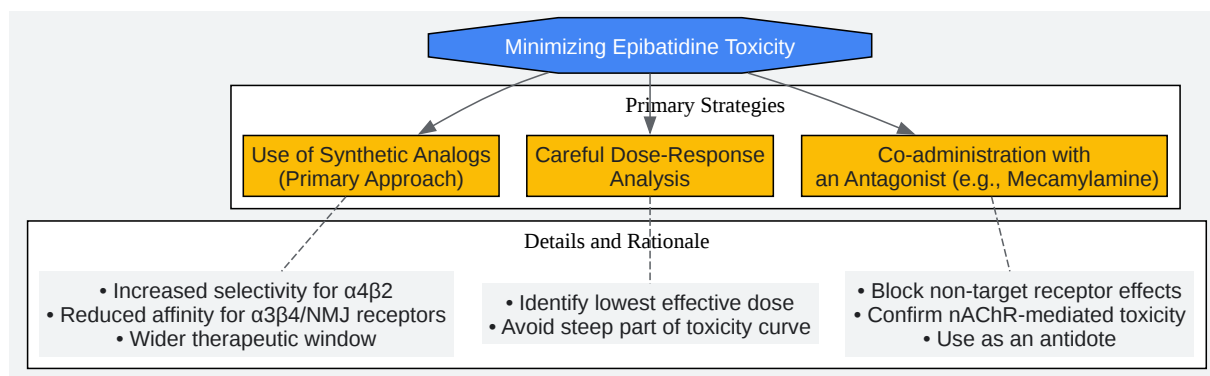 Minimizing Epibatidine Toxicity
Primary Strategies
Use of Synthetic Analogs
(Primary Approach)
Careful Dose-Response
Analysis
Co-administration with
an Antagonist (e.g., Mecamylamine)
Details and Rationale
• Increased selectivity for α4β2
• Reduced affinity for α3β4/NMJ receptors
• Wider therapeutic window
• Identify lowest effective dose
• Avoid steep part of toxicity curve
• Block non-target receptor effects
• Confirm nAChR-mediated toxicity
• Use as an antidote